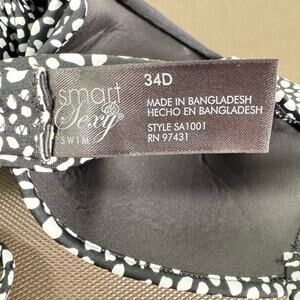 smart
& Sexy®
SWIM
34D
MADE IN BANGLADESH
HECHO EN BANGLADESH
STYLE SA1001
RN 97431